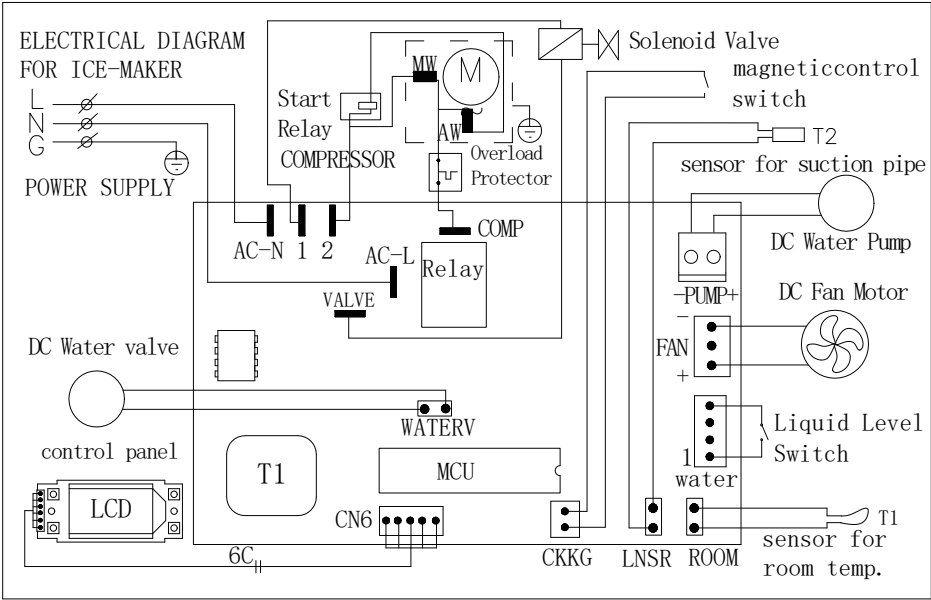 ELECTRICAL DIAGRAM
FOR ICE-MAKER
L
N
G
POWER SUPPLY
Start
Relay
COMPRESSOR
MW
M
AW
Overload
Protector
Solenoid Valve
magneticcontrol
switch
T2
sensor for suction pipe
DC Water Pump
AC-N 1 2
COMP
AC-L
Relay
VALVE
-PUMP+
DC Fan Motor
-
FAN
+
DC Water valve
WATERV
control panel
T1
MCU
Liquid Level
Switch
1
water
LCD
CN6
6C
CKKG
LNSR
ROOM
T1
sensor for
room temp.